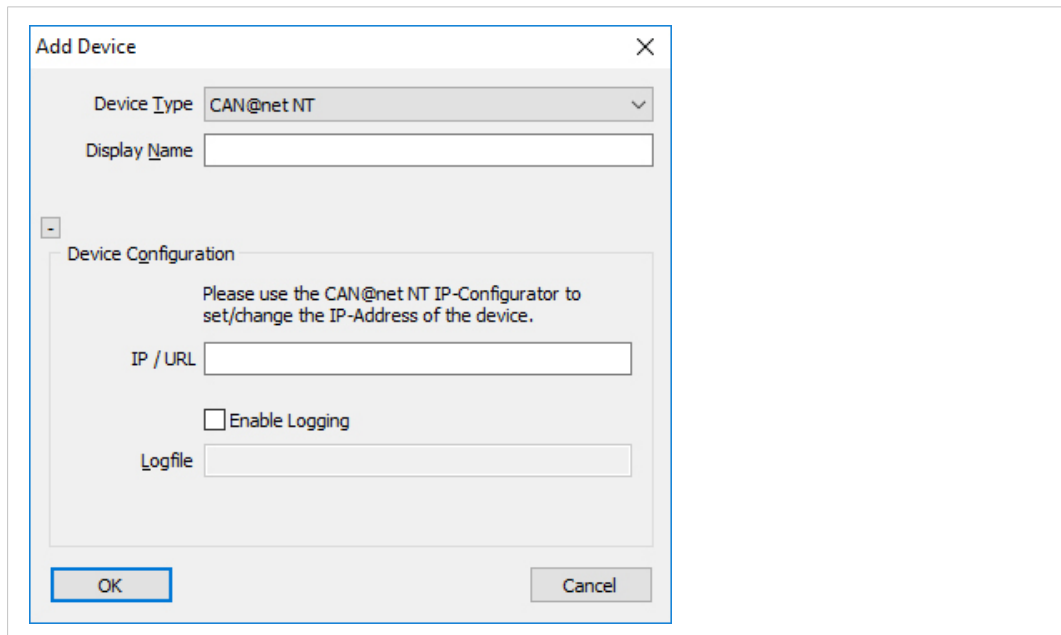 Add Device
Device Type CAN@net NT
Display Name
-
Device Configuration
Please use the CAN@net NT IP-Configurator to
set/change the IP-Address of the device.
IP / URL
Enable Logging
Logfile
OK Cancel